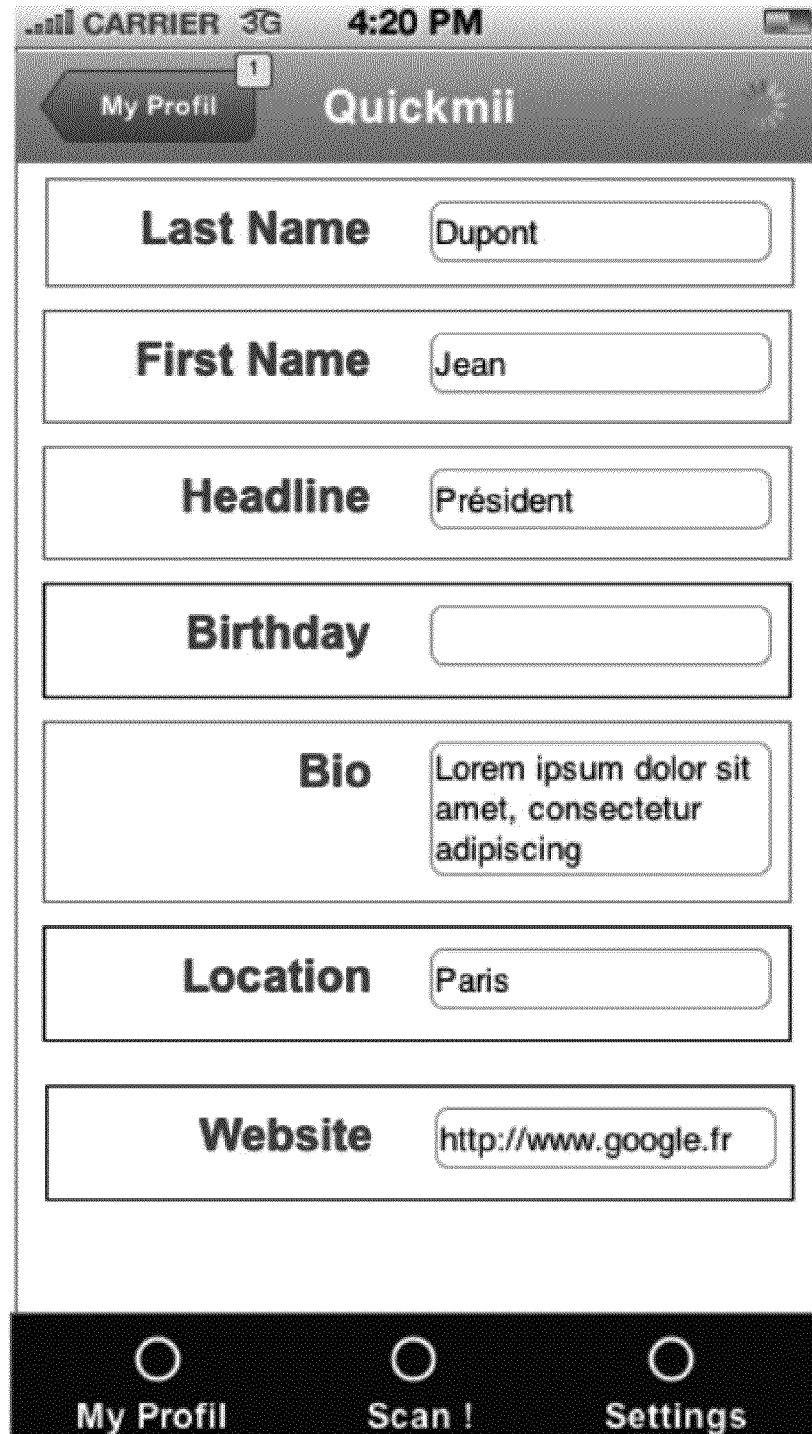 CARRIER 3G 4:20 PM
My Profil 1 Quickmii
Last Name Dupont
First Name Jean
Headline Président
Birthday
Bio Lorem ipsum dolor sit
amet, consectetur
adipiscing
Location Paris
Website http://www.google.fr
My Profil Scan ! Settings